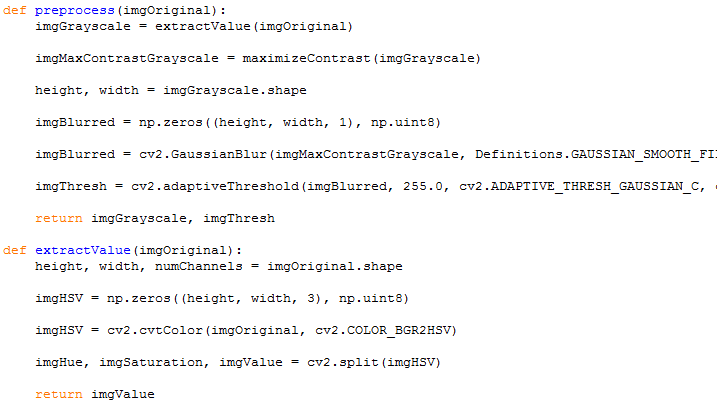 def preprocess(imgOriginal):
    imgGrayscale = extractValue(imgOriginal)
    imgMaxContrastGrayscale = maximizeContrast(imgGrayscale)
    height, width = imgGrayscale.shape
    imgBlurred = np.zeros((height, width, 1), np.uint8)
    imgBlurred = cv2.GaussianBlur(imgMaxContrastGrayscale, Definitions.GAUSSIAN_SMOOTH_
    imgThresh = cv2.adaptiveThreshold(imgBlurred, 255.0, cv2.ADAPTIVE_THRESH_GAUSSIAN_C,
    return imgGrayscale, imgThresh
def extractValue(imgOriginal):
    height, width, numChannels = imgOriginal.shape
    imgHSV = np.zeros((height, width, 3), np.uint8)
    imgHSV = cv2.cvtColor(imgOriginal, cv2.COLOR_BGR2HSV)
    imgHue, imgSaturation, imgValue = cv2.split(imgHSV)
    return imgValue